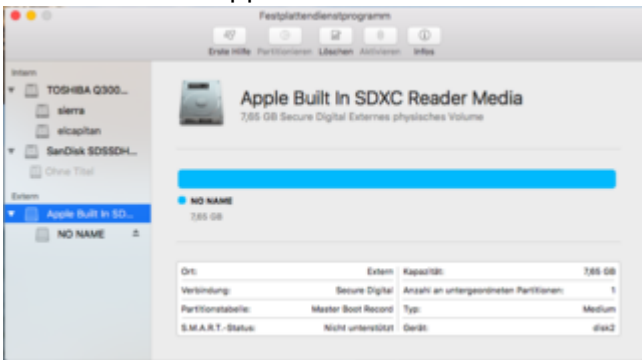 Festplattendienstprogramm
Erste Hilfe Partitionieren Löschen Aktivieren Infos
Intern
TOSHIBA Q300...
sierra
elcapitan
SanDisk SDSSDH...
Ohne Titel
Extern
Apple Built In SD...
NO NAME
Apple Built In SDXC Reader Media
7,65 GB Secure Digital Externes physisches Volume
NO NAME
7,65 GB
Ort: Extern Kapazität: 7,65 GB
Verbindung: Secure Digital Anzahl an untergeordneten Partitionen: 1
Partitionstabelle: Master Boot Record Typ: Medium
S.M.A.R.T.-Status: Nicht unterstützt Gerät: disk2